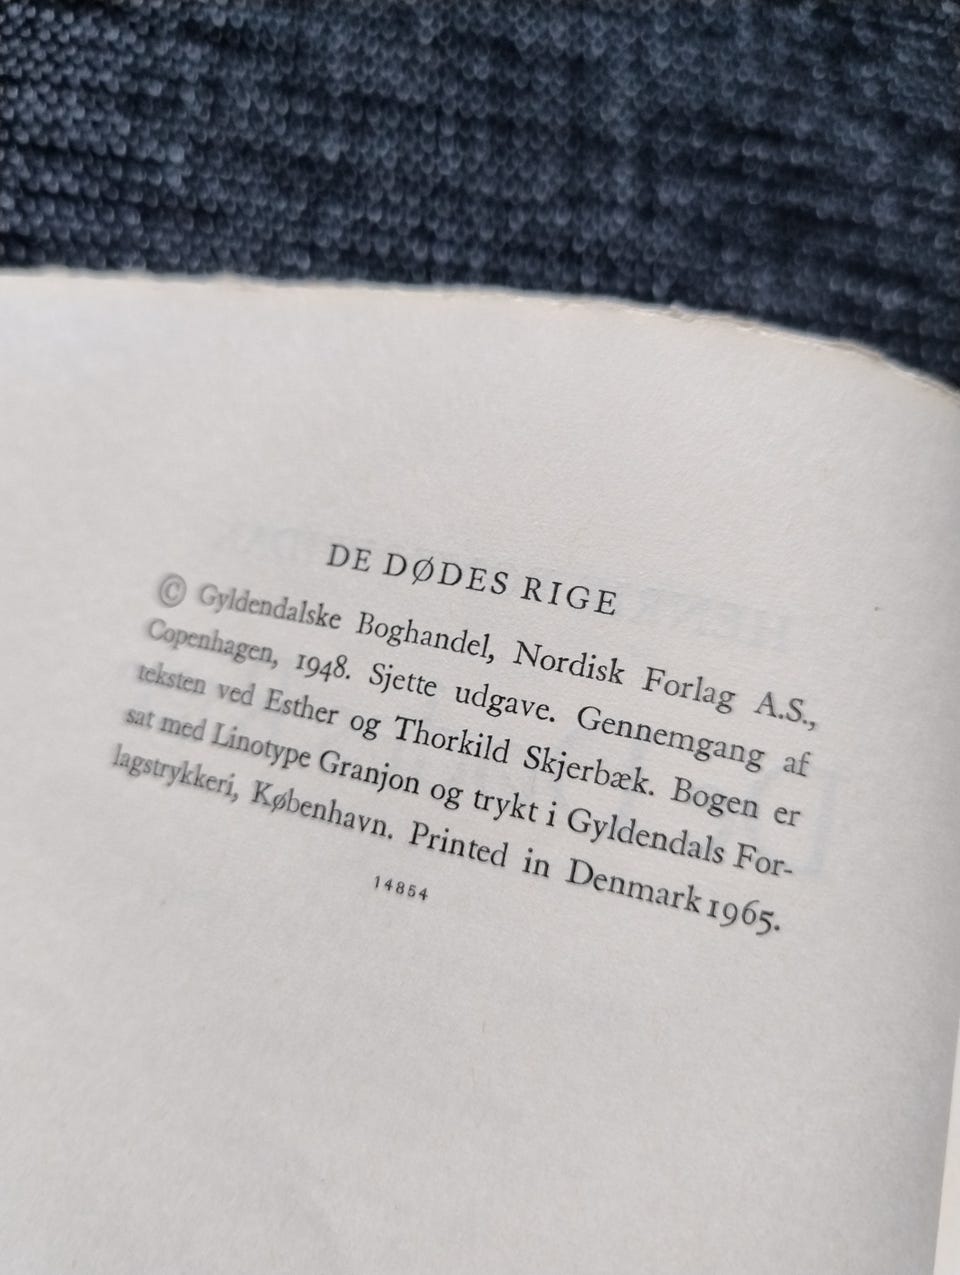 DE DØDES RIGE
© Gyldendalske Boghandel, Nordisk Forlag A.S.,
Copenhagen, 1948. Sjette udgave. Gennemgang af
teksten ved Esther og Thorkild Skjerbæk. Bogen er
sat med Linotype Granjon og trykt i Gyldendals For-
lagstrykkeri, København. Printed in Denmark 1965.
14854